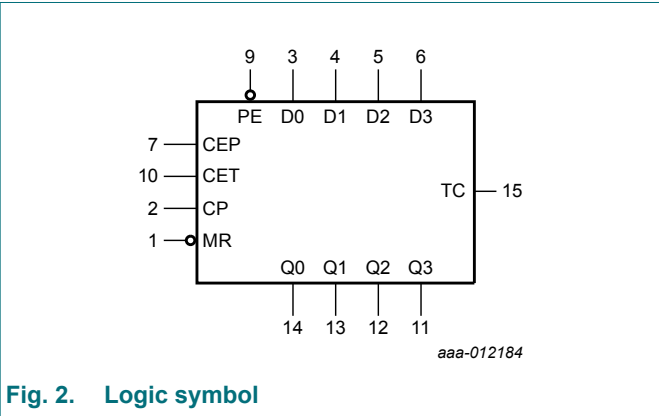 9 3 4 5 6
PE D0 D1 D2 D3
7 CEP
10 CET
TC 15
2 CP
1 MR
Q0 Q1 Q2 Q3
14 13 12 11
aaa-012184
Fig. 2. Logic symbol